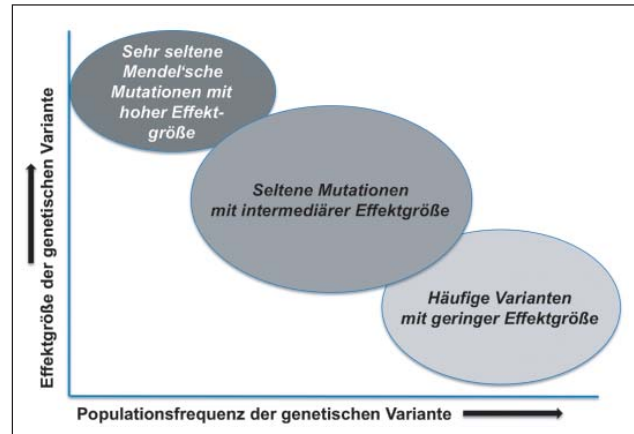 Sehr seltene
Mendel'sche
Mutationen mit
hoher Effekt-
größe
Seltene Mutationen
mit intermediärer Effektgröße
Häufige Varianten
mit geringer Effektgröße
Effektgröße der genetischen Variante
Populationsfrequenz der genetischen Variante